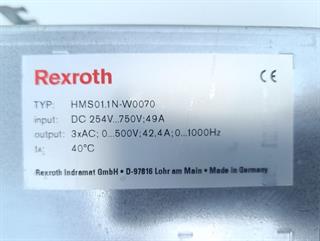 Rexroth CE
TYP: HMS01.1N-W0070
input: DC 254V...750V; 49A
output: 3xAC; 0...500V; 42,4A; 0...1000Hz
tA: 40°C
Rexroth Indramat GmbH • D-97816 Lohr am Main • Made in Germany